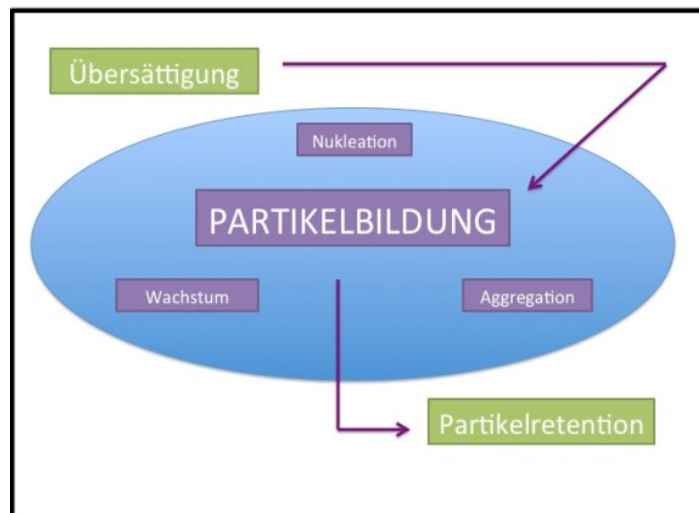 Übersättigung
Nukleation
PARTIKELBILDUNG
Wachstum
Aggregation
Partikelretention